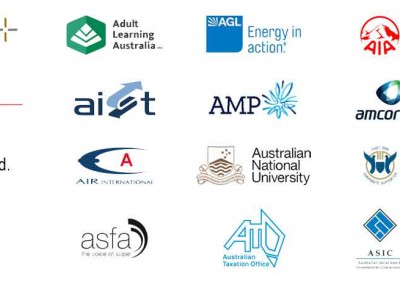 Adult
Learning
Australia
AGL
Energy in
action.®
AIA
aist
AMP
amcor
d.
A
AIR INTERNATIONAL
Australian
National
University
asfa
the voice of super
ATO
Australian
Taxation Office
ASIC